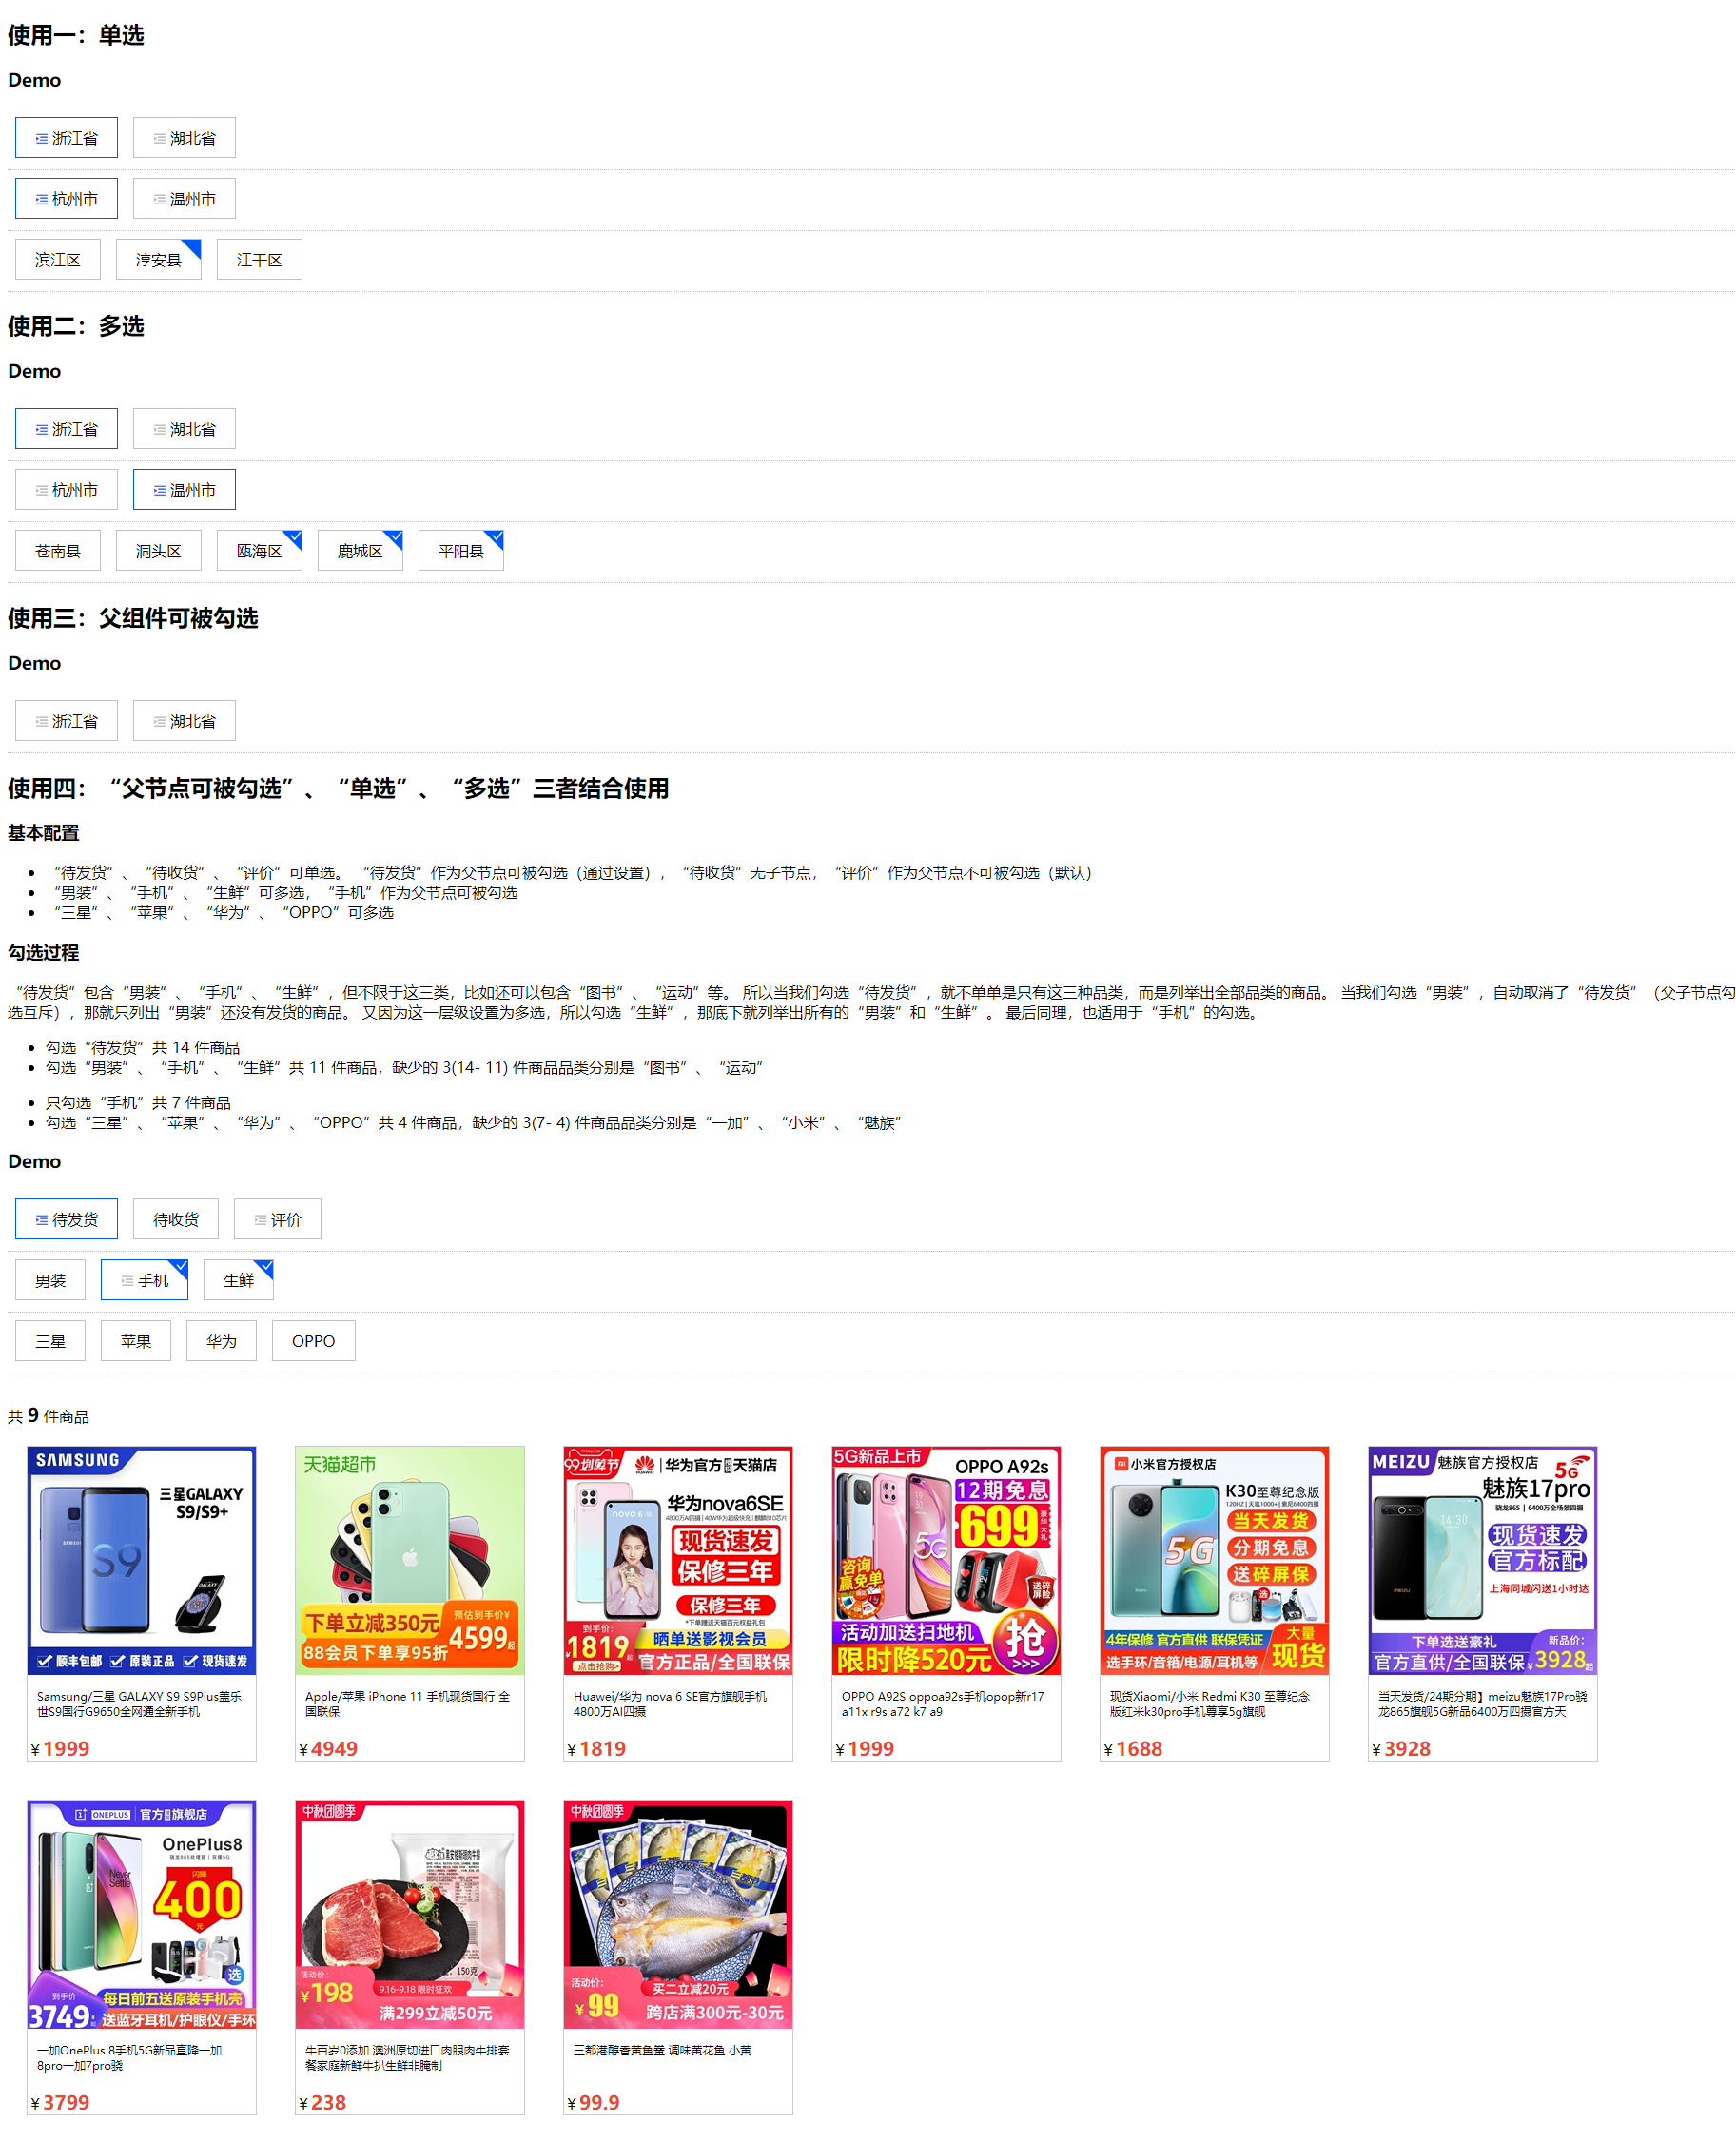 使用一：单选
Demo
浙江省 湖北省
杭州市 温州市
滨江区 淳安县 江干区
使用二：多选
Demo
浙江省 湖北省
杭州市 温州市
苍南县 洞头区 瓯海区 鹿城区 平阳县
使用三：父组件可被勾选
Demo
浙江省 湖北省
使用四：“父节点可被勾选”、“单选”、“多选”三者结合使用
基本配置
“待发货”、“待收货”、“评价”可单选。 “待发货”作为父节点可被勾选（通过设置），“待收货”无子节点，“评价”作为父节点不可被勾选（默认）
“男装”、“手机”、“生鲜”可多选，“手机”作为父节点可被勾选
“三星”、“苹果”、“华为”、“OPPO”可多选
勾选过程
“待发货”包含“男装”、“手机”、“生鲜”，但不限于这三类，比如还可以包含“图书”、“运动”等。 所以当我们勾选“待发货”，就不单单是只有这三种品类，而是列举出全部品类的商品。 当我们勾选“男装”，自动取消了“待发货”（父子节点勾
选互斥），那就只列出“男装”还没有发货的商品。 又因为这一层级设置为多选，所以勾选“生鲜”，那底下就列举出所有的“男装”和“生鲜”。 最后同理，也适用于“手机”的勾选。
勾选“待发货”共 14 件商品
勾选“男装”、“手机”、“生鲜”共 11 件商品，缺少的 3(14- 11) 件商品品类分别是“图书”、“运动”
只勾选“手机”共 7 件商品
勾选“三星”、“苹果”、“华为”、“OPPO”共 4 件商品，缺少的 3(7- 4) 件商品品类分别是“一加”、“小米”、“魅族”
Demo
待发货 待收货 评价
男装 手机 生鲜
三星 苹果 华为 OPPO
共 9 件商品
SAMSUNG
三星GALAXY
S9/S9+
顺丰包邮 原装正品 现货速发
Samsung/三星 GALAXY S9 S9Plus盖乐
世S9国行G9650全网通全新手机
¥ 1999
天猫超市
下单立减350元 预估到手价¥
88会员下单享95折 4599起
Apple/苹果 iPhone 11 手机现货国行 全
国联保
¥ 4949
99划算节 华为官方 天猫店
华为nova6SE
现货速发
保修三年
保修三年
到手价:
¥1819起 晒单送影视会员
点击抢购> 官方正品/全国联保
Huawei/华为 nova 6 SE官方旗舰手机
4800万AI四摄
¥ 1819
5G新品上市
OPPO A92s
12期免息
699 豪华大礼
5G
咨询
赢免单
送碎屏险
活动加送扫地机
限时降520元 抢
>>>
OPPO A92S oppoa92s手机opop新r17
a11x r9s a72 k7 a9
¥ 1999
小米官方授权店
K30至尊纪念版
当天发货
5G
分期免息
送碎屏保
选
4年保修 官方直供 联保凭证 大量
选手环/音箱/电源/耳机等 现货
现货Xiaomi/小米 Redmi K30 至尊纪念
版红米k30pro手机尊享5g旗舰
¥ 1688
MEIZU 魅族官方授权店
5G
魅族17pro
骁龙865 | 6400万全场景四摄
现货速发
官方标配
上海同城闪送1小时达
下单选送豪礼 新品价:
官方直供/全国联保 ¥3928起
当天发货/24期分期】meizu魅族17Pro骁
龙865旗舰5G新品6400万四摄官方天
¥ 3928
ONEPLUS 官方 旗舰店
OnePlus8
Never
Settle
闪降
400
元
选
到手价 每日前五送原装手机壳
3749 送蓝牙耳机/护眼仪/手环
一加OnePlus 8手机5G新品直降一加
8pro一加7pro骁
¥ 3799
中秋团圆季
150克
活动价:
¥198 9.16-9.18 限时狂欢
满299立减50元
牛百岁0添加 澳洲原切进口肉眼肉牛排套
餐家庭新鲜牛扒生鲜非腌制
¥ 238
中秋团圆季
活动价:
¥99 买二立减20元
跨店满300元-30元
三都港醇香黄鱼鲞 调味黄花鱼 小黄
¥ 99.9